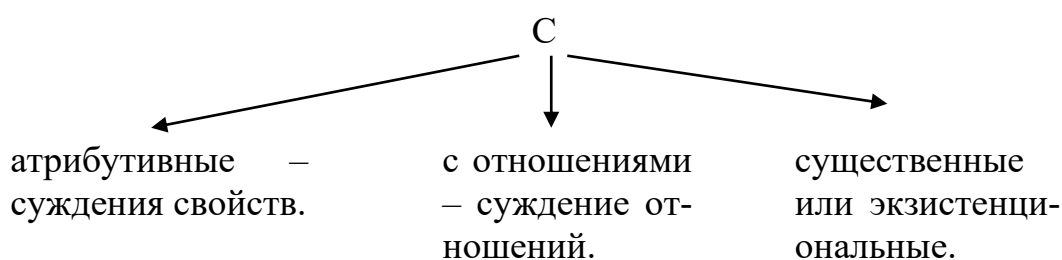 С
атрибутивные –
суждения свойств.
с отношениями
– суждение от-
ношений.
существенные
или экзистенци-
ональные.